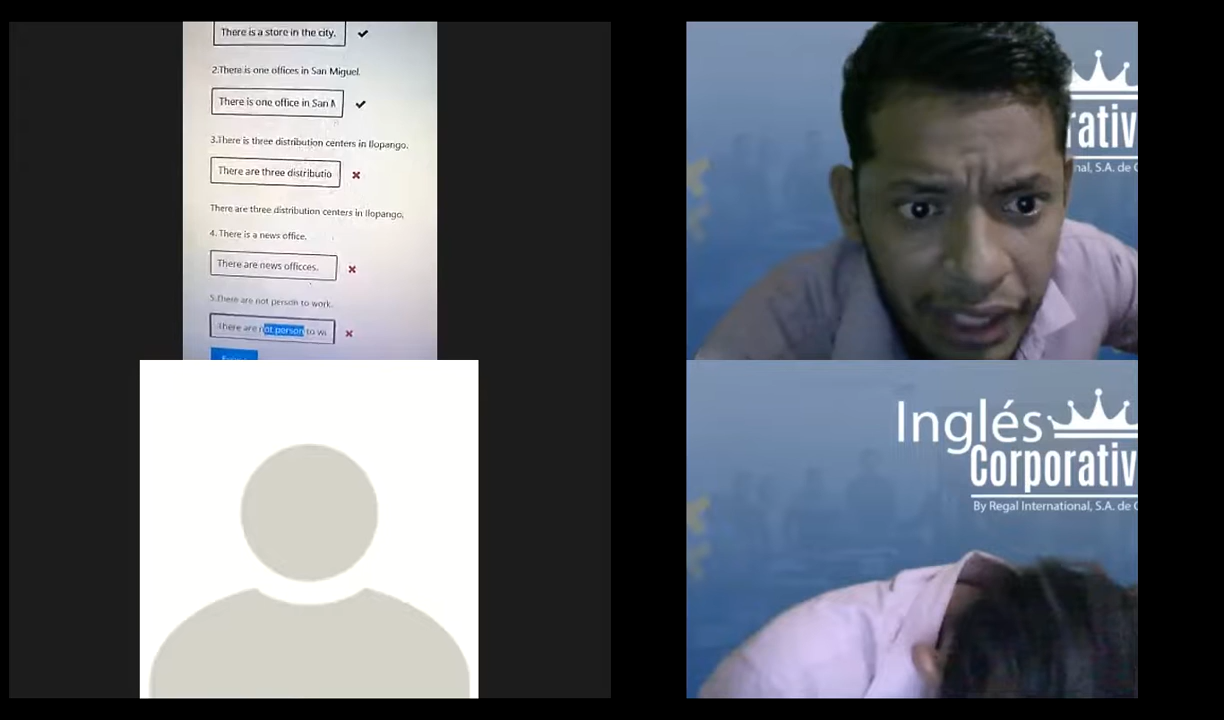 There is a store in the city.
2.There is one offices in San Miguel.
There is one office in San M
3.There is three distribution centers in Ilopango.
There are three distributio
There are three distribution centers in Ilopango.
4. There is a news office.
There are news officces.
5.There are not person to work.
There are not person to w
rativ
nal, S.A. de C
Inglés
Corporativ
By Regal International, S.A. de C